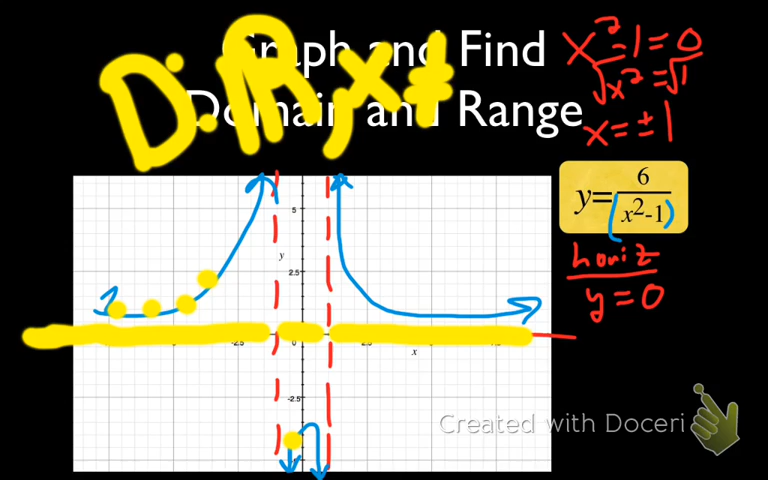 Graph and Find
Domain and Range
D: ℝ, x ≠
x² - 1 = 0
√x² = √1
x = ± 1
y = 6/(x²-1)
horiz
y = 0
5
y
2.5
-2.5
0
2.5
x
-2.5
Created with Doceri